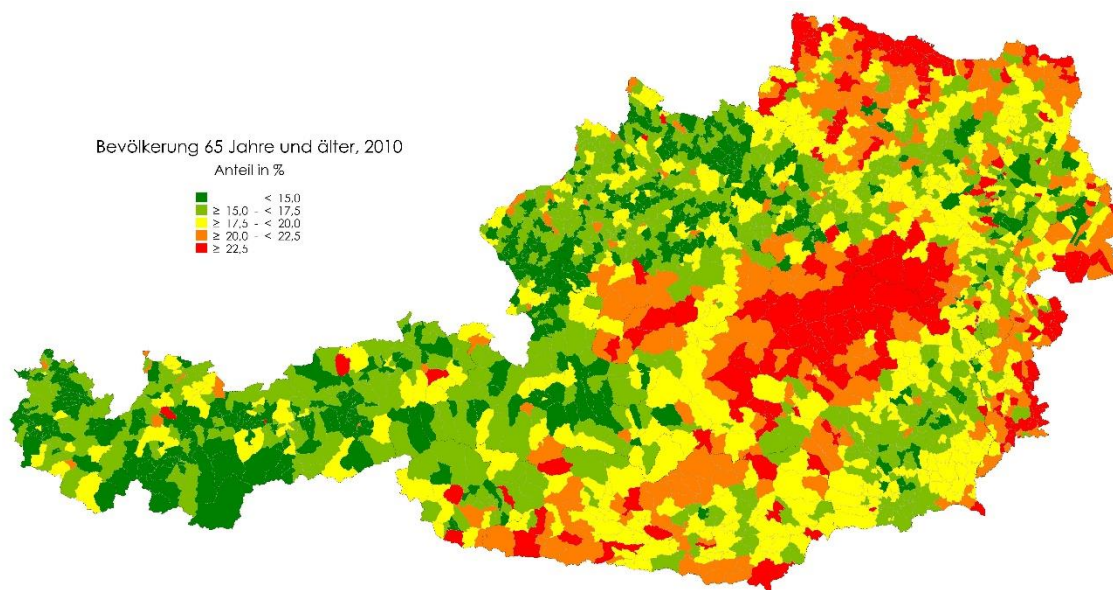 Bevölkerung 65 Jahre und älter, 2010
Anteil in %
< 15,0
≥ 15,0 - < 17,5
≥ 17,5 - < 20,0
≥ 20,0 - < 22,5
≥ 22,5